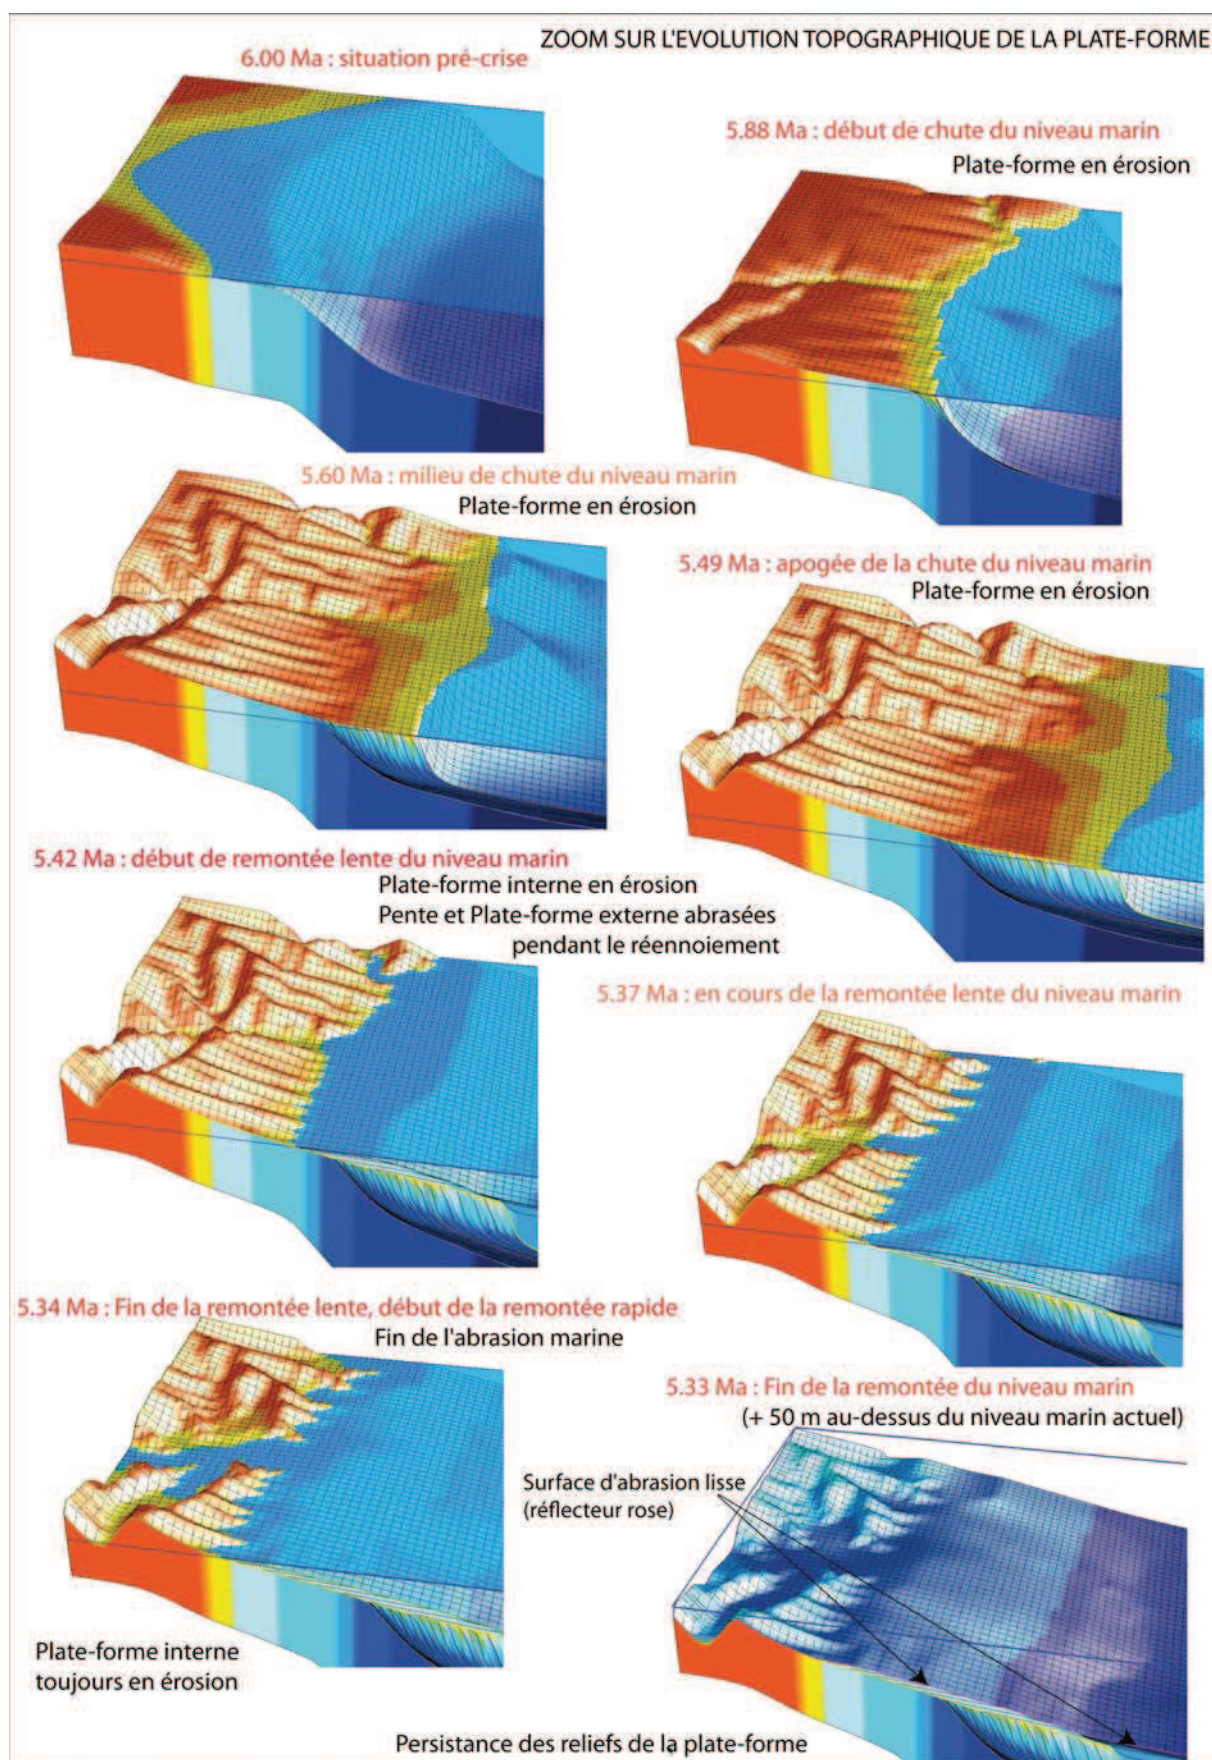 ZOOM SUR L'EVOLUTION TOPOGRAPHIQUE DE LA PLATE-FORME
6.00 Ma : situation pré-crise
5.88 Ma : début de chute du niveau marin
Plate-forme en érosion
5.60 Ma : milieu de chute du niveau marin
Plate-forme en érosion
5.49 Ma : apogée de la chute du niveau marin
Plate-forme en érosion
5.42 Ma : début de remontée lente du niveau marin
Plate-forme interne en érosion
Pente et Plate-forme externe abrasées
pendant le réennoiement
5.37 Ma : en cours de la remontée lente du niveau marin
5.34 Ma : Fin de la remontée lente, début de la remontée rapide
Fin de l'abrasion marine
Plate-forme interne
toujours en érosion
5.33 Ma : Fin de la remontée du niveau marin
(+ 50 m au-dessus du niveau marin actuel)
Surface d'abrasion lisse
(réflecteur rose)
Persistance des reliefs de la plate-forme